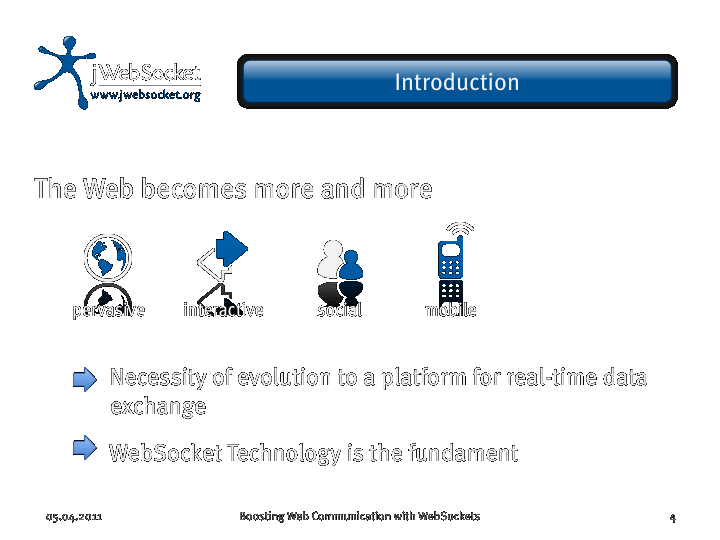 jWebSocket
www.jwebsocket.org
Introduction
The Web becomes more and more
pervasive interactive social mobile
Necessity of evolution to a platform for real-time data
exchange
WebSocket Technology is the fundament
05.04.2011 Boosting Web Communication with WebSockets 4